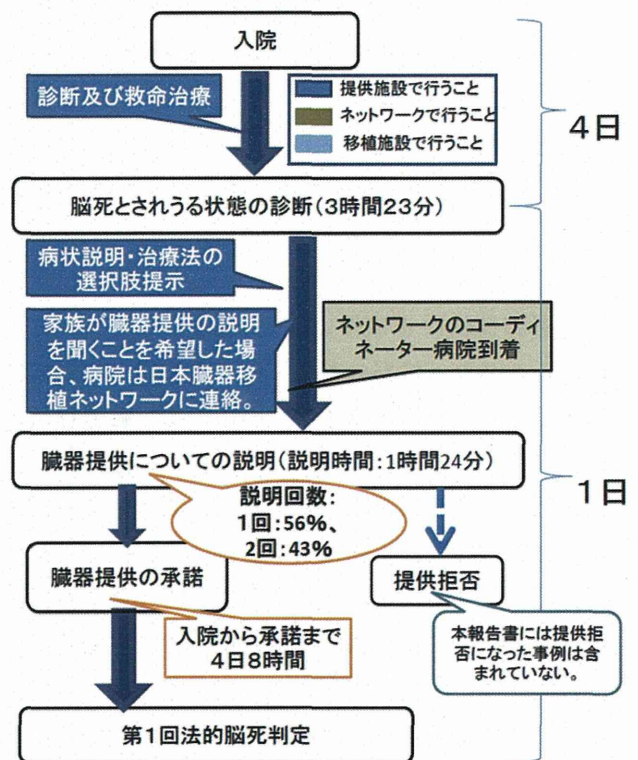 入院
診断及び救命治療
提供施設で行うこと
ネットワークで行うこと
移植施設で行うこと
4日
脳死とされうる状態の診断(3時間23分)
病状説明・治療法の
選択肢提示
家族が臓器提供の説明
を聞くことを希望した場
合、病院は日本臓器移
植ネットワークに連絡。
ネットワークのコーディ
ネーター病院到着
臓器提供についての説明(説明時間:1時間24分)
1日
説明回数:
1回:56%、
2回:43%
臓器提供の承諾
提供拒否
入院から承諾まで
4日8時間
本報告書には提供拒
否になった事例は含
まれていない。
第1回法的脳死判定